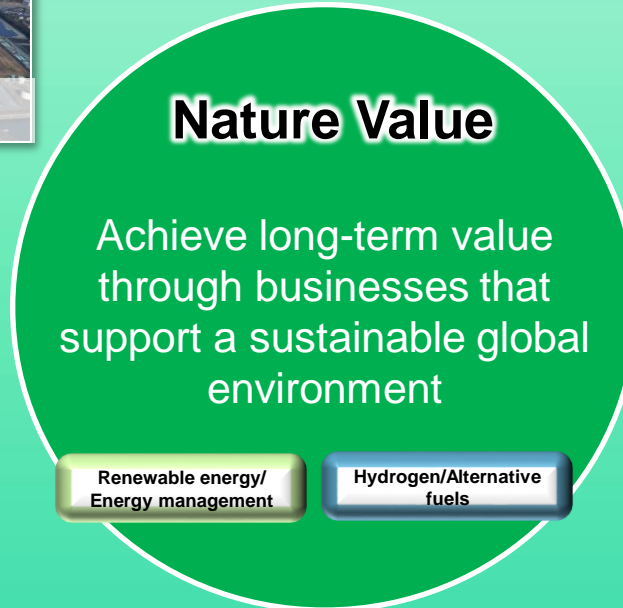 Nature Value
Achieve long-term value
through businesses that
support a sustainable global
environment
Renewable energy/
Energy management
Hydrogen/Alternative
fuels